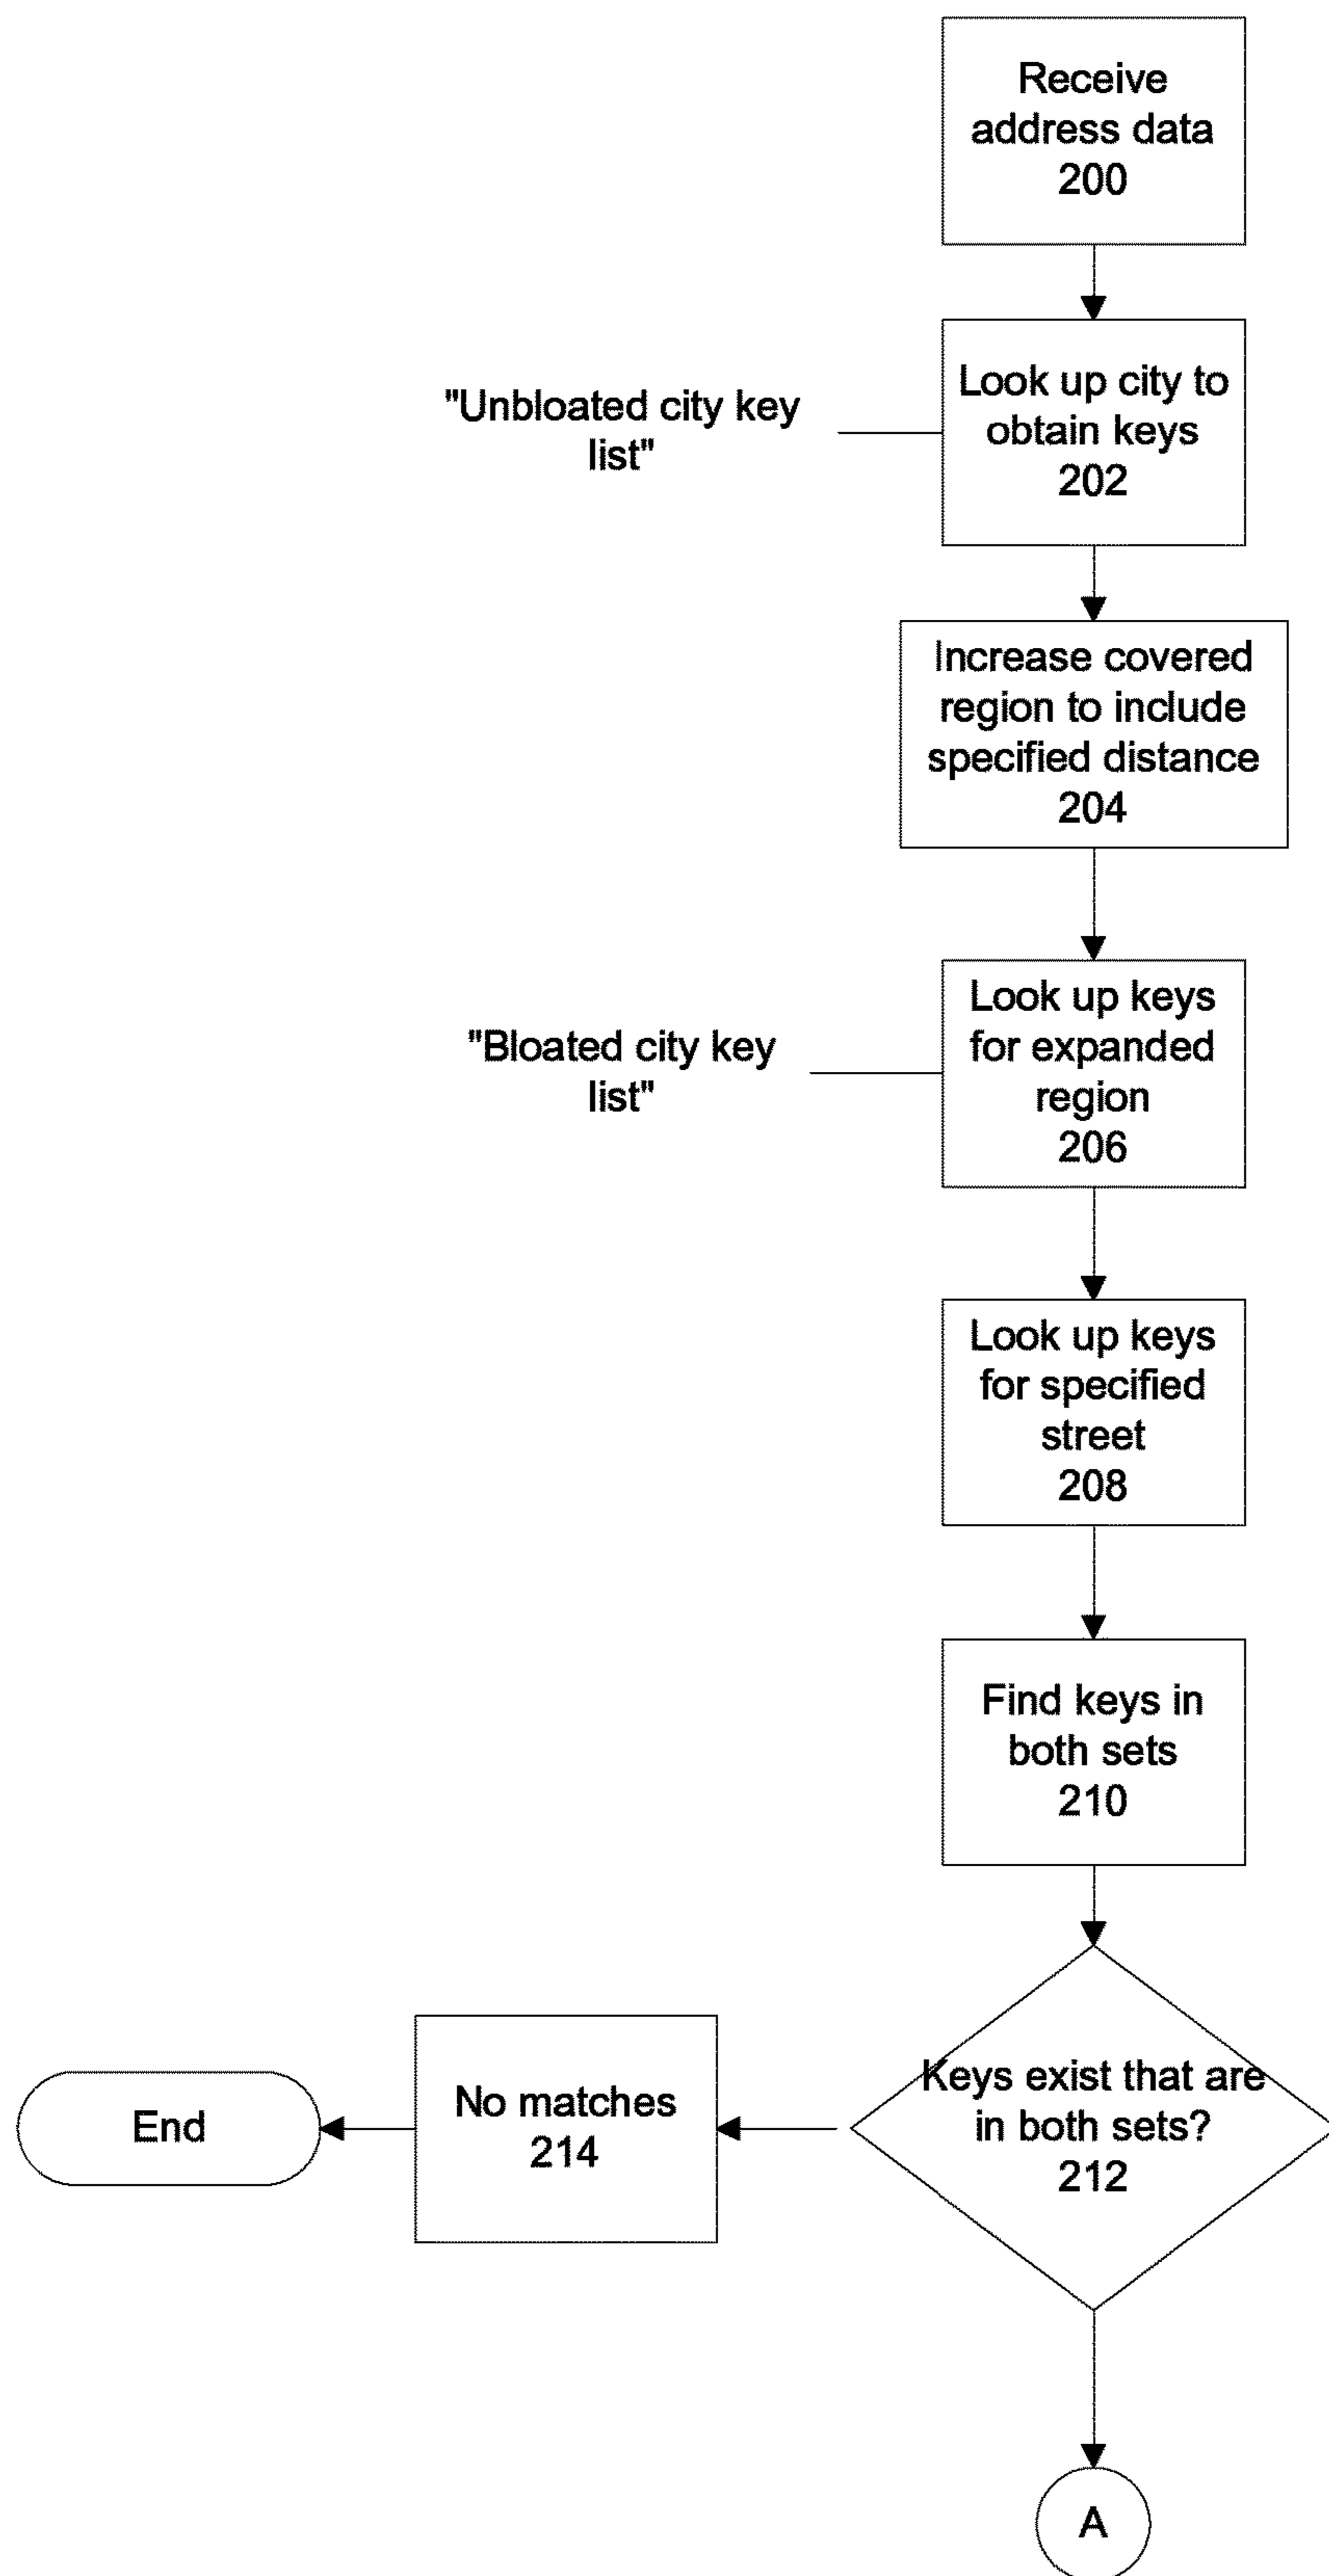 Receive
address data
200
"Unbloated city key
list"
Look up city to
obtain keys
202
Increase covered
region to include
specified distance
204
"Bloated city key
list"
Look up keys
for expanded
region
206
Look up keys
for specified
street
208
Find keys in
both sets
210
Keys exist that are
in both sets?
212
No matches
214
End
A